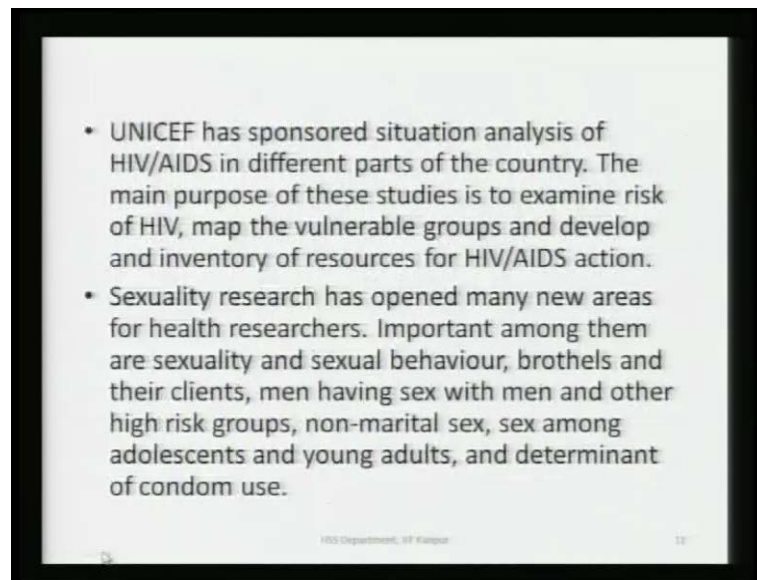 • UNICEF has sponsored situation analysis of
HIV/AIDS in different parts of the country. The
main purpose of these studies is to examine risk
of HIV, map the vulnerable groups and develop
and inventory of resources for HIV/AIDS action.
• Sexuality research has opened many new areas
for health researchers. Important among them
are sexuality and sexual behaviour, brothels and
their clients, men having sex with men and other
high risk groups, non-marital sex, sex among
adolescents and young adults, and determinant
of condom use.
HSS Department, IIT Kanpur